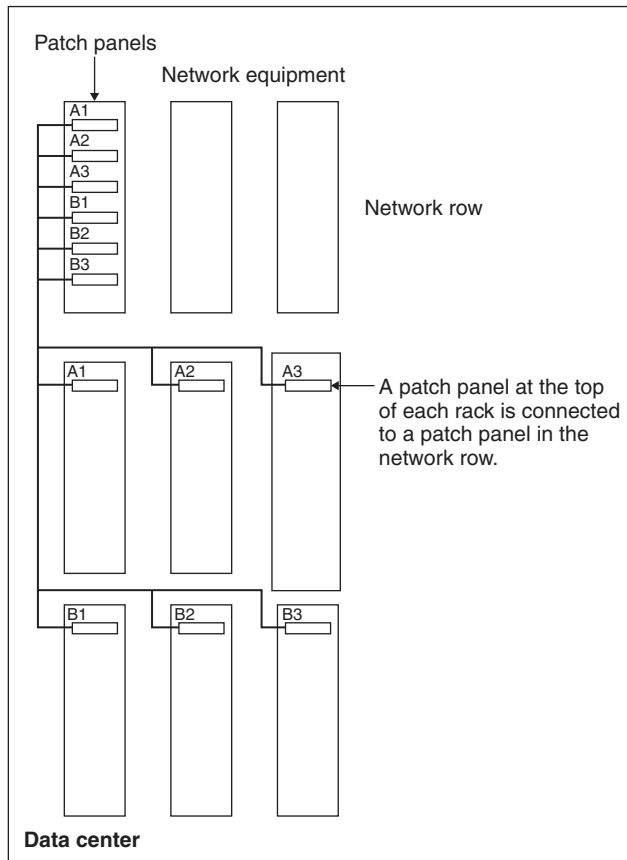 Patch panels
Network equipment
A1
A2
A3
B1
B2
B3
Network row
A1
A2
A3
A patch panel at the top
of each rack is connected
to a patch panel in the
network row.
B1
B2
B3
Data center